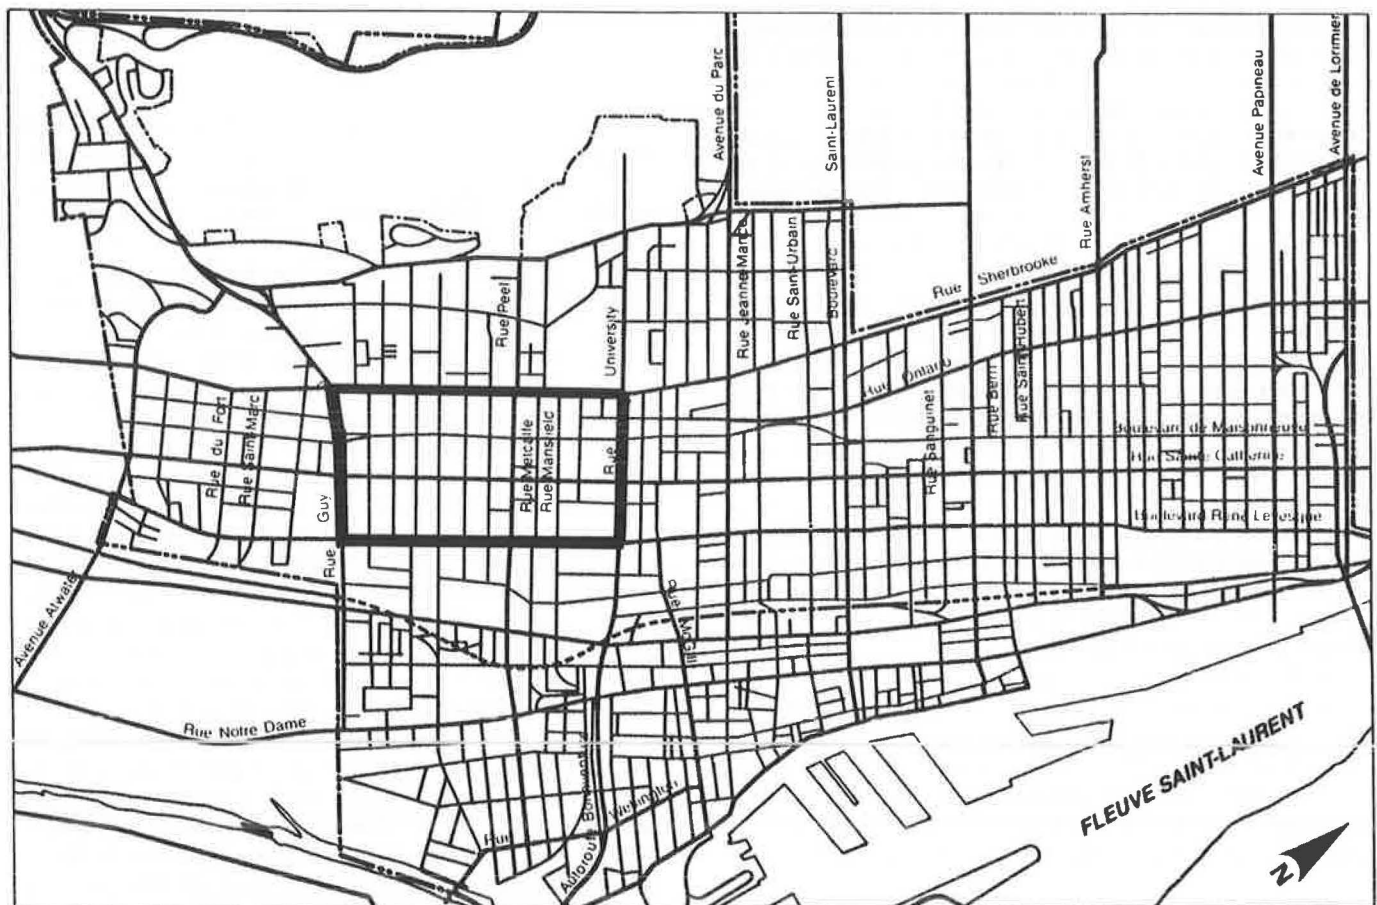 Avenue du Parc
Saint-Laurent
Boulevard
Avenue Papineau
Avenue de Lorimier
Rue Amherst
Rue Sherbrooke
Rue Jeanne-Mance
Rue Saint-Urbain
Rue Peel
University
Rue
Rue Ontario
Rue Saint-Hubert
Rue Berri
Rue Sanguinet
Boulevard de Maisonneuve
Rue Sainte Catherine
Boulevard René Lévesque
Rue du Fort
Rue Saint-Marc
Guy
Rue
Rue Metcalfe
Rue Mansfield
Avenue Atwater
Rue McGill
Rue Notre Dame
Rue Wellington
Autoroute Bonaventure
FLEUVE SAINT-LAURENT
N